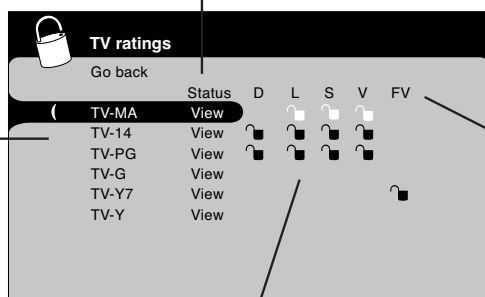 TV ratings
Go back
Status D L S V FV
TV-MA View
TV-14 View
TV-PG View
TV-G View
TV-Y7 View
TV-Y View